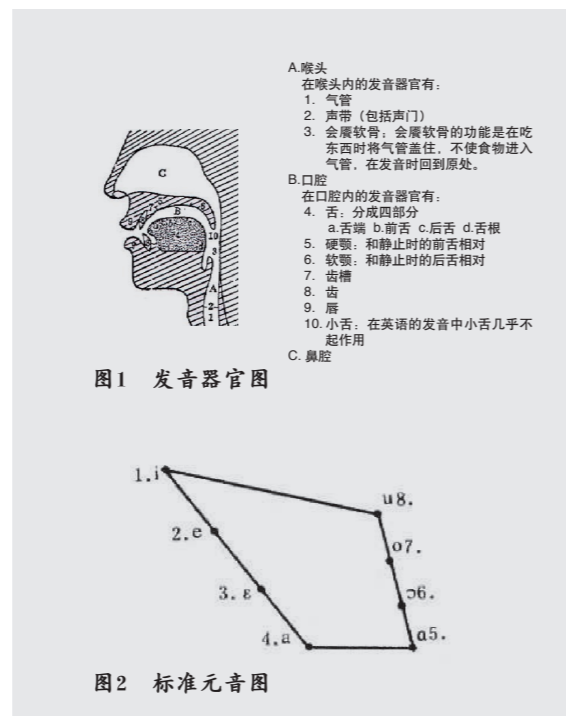 A.喉头
在喉头内的发音器官有：
1. 气管
2. 声带（包括声门）
3. 会餍软骨：会餍软骨的功能是在吃
东西时将气管盖住，不使食物进入
气管，在发音时回到原处。
B.口腔
在口腔内的发音器官有：
4. 舌：分成四部分
a.舌端 b.前舌 c.后舌 d.舌根
5. 硬颚：和静止时的前舌相对
6. 软颚：和静止时的后舌相对
7. 齿槽
8. 齿
9. 唇
10. 小舌：在英语的发音中小舌几乎不
起作用
C. 鼻腔
C
B
10
3
A
2
1
图1 发音器官图
1.i
u8.
2.e
o7.
3.ε
ɔ6.
4.a
ɑ5.
图2 标准元音图